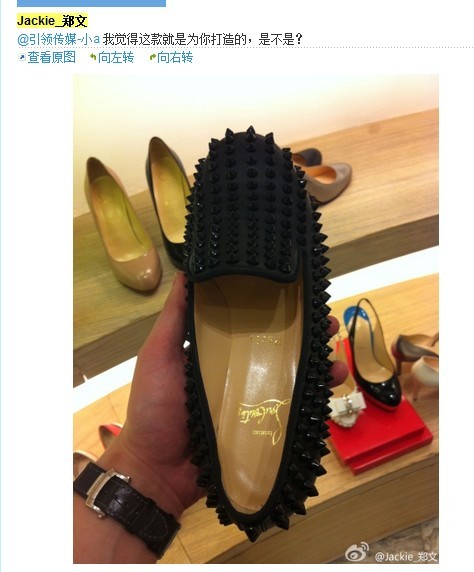 Jackie_郑文
@引领传媒-小a 我觉得这款就是为你打造的，是不是?
查看原图 向左转 向右转
Christian
Louboutin
@Jackie_郑文